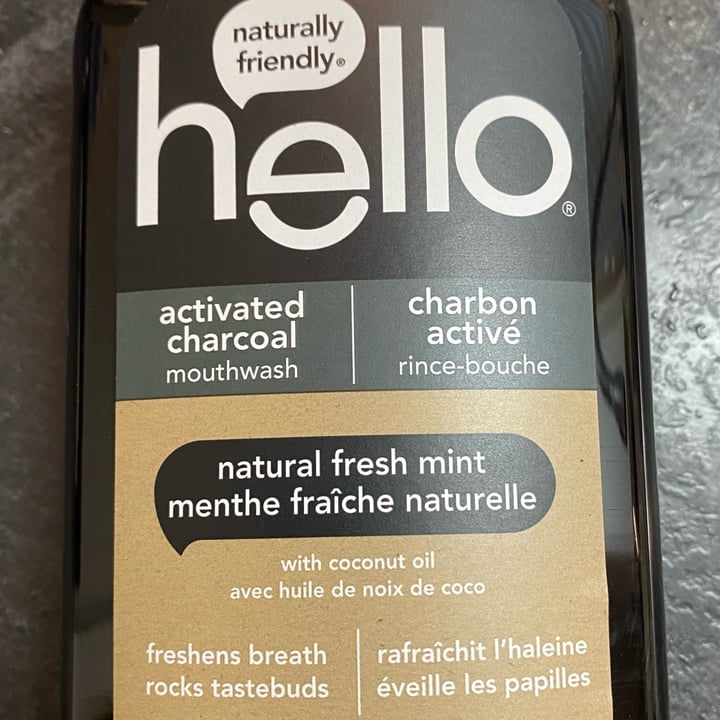 naturally
friendly®
hello®
activated
charcoal
mouthwash
charbon
activé
rince-bouche
natural fresh mint
menthe fraîche naturelle
with coconut oil
avec huile de noix de coco
freshens breath
rocks tastebuds
rafraîchit l'haleine
éveille les papilles